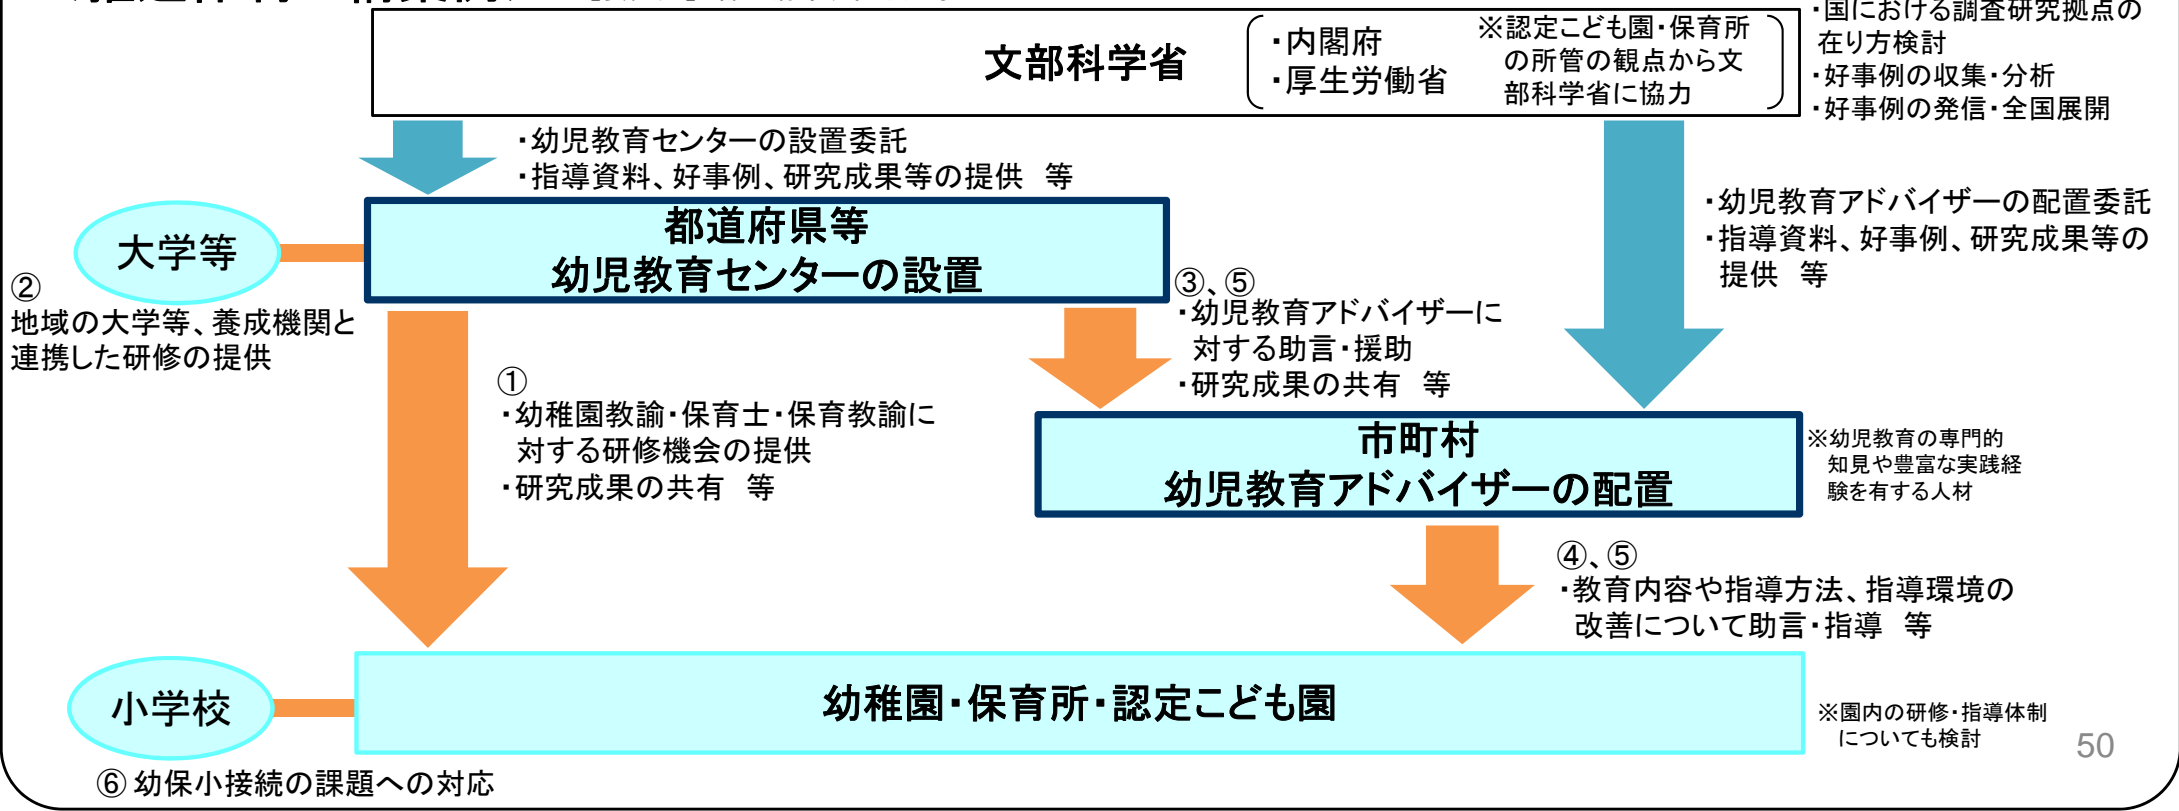 ・国における調査研究拠点の
在り方検討
・好事例の収集・分析
・好事例の発信・全国展開
文部科学省
・内閣府
・厚生労働省
※認定こども園・保育所
の所管の観点から文
部科学省に協力
・幼児教育センターの設置委託
・指導資料、好事例、研究成果等の提供　等
・幼児教育アドバイザーの配置委託
・指導資料、好事例、研究成果等の
提供　等
大学等
都道府県等
幼児教育センターの設置
②
地域の大学等、養成機関と
連携した研修の提供
③、⑤
・幼児教育アドバイザーに
対する助言・援助
・研究成果の共有　等
①
・幼稚園教諭・保育士・保育教諭に
対する研修機会の提供
・研究成果の共有　等
市町村
幼児教育アドバイザーの配置
※幼児教育の専門的
知見や豊富な実践経
験を有する人材
④、⑤
・教育内容や指導方法、指導環境の
改善について助言・指導　等
小学校
幼稚園・保育所・認定こども園
※園内の研修・指導体制
についても検討
50
⑥ 幼保小接続の課題への対応